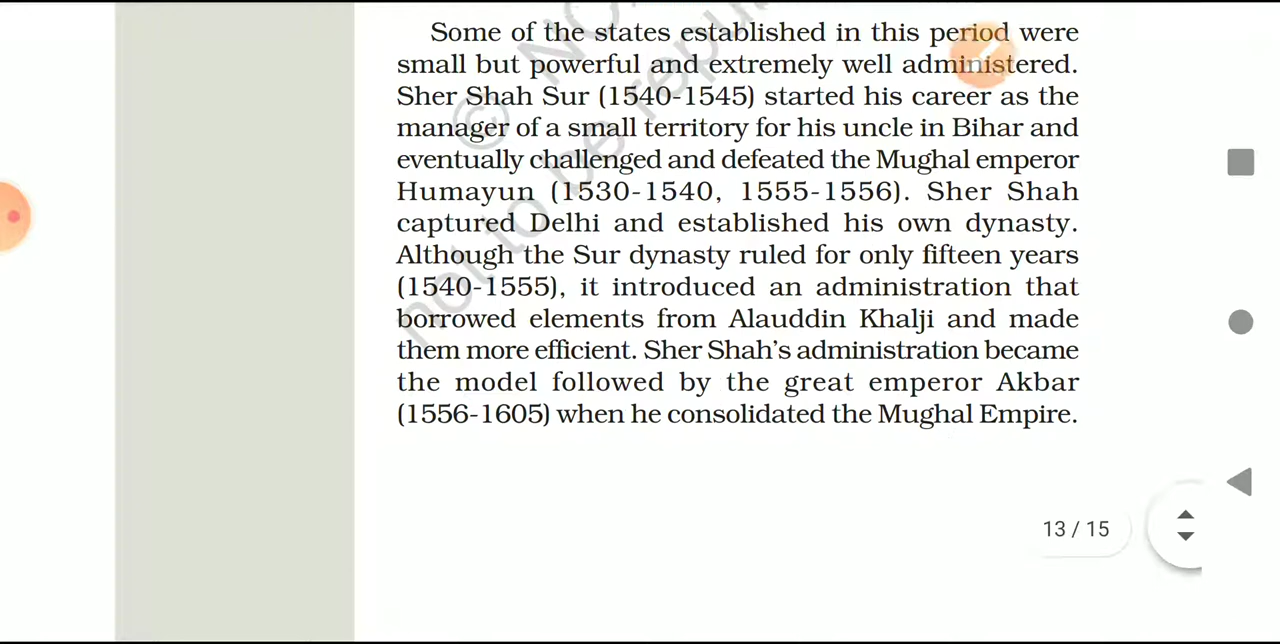 Some of the states established in this period were
small but powerful and extremely well administered.
Sher Shah Sur (1540-1545) started his career as the
manager of a small territory for his uncle in Bihar and
eventually challenged and defeated the Mughal emperor
Humayun (1530-1540, 1555-1556). Sher Shah
captured Delhi and established his own dynasty.
Although the Sur dynasty ruled for only fifteen years
(1540-1555), it introduced an administration that
borrowed elements from Alauddin Khalji and made
them more efficient. Sher Shah’s administration became
the model followed by the great emperor Akbar
(1556-1605) when he consolidated the Mughal Empire.
not to be
13 / 15